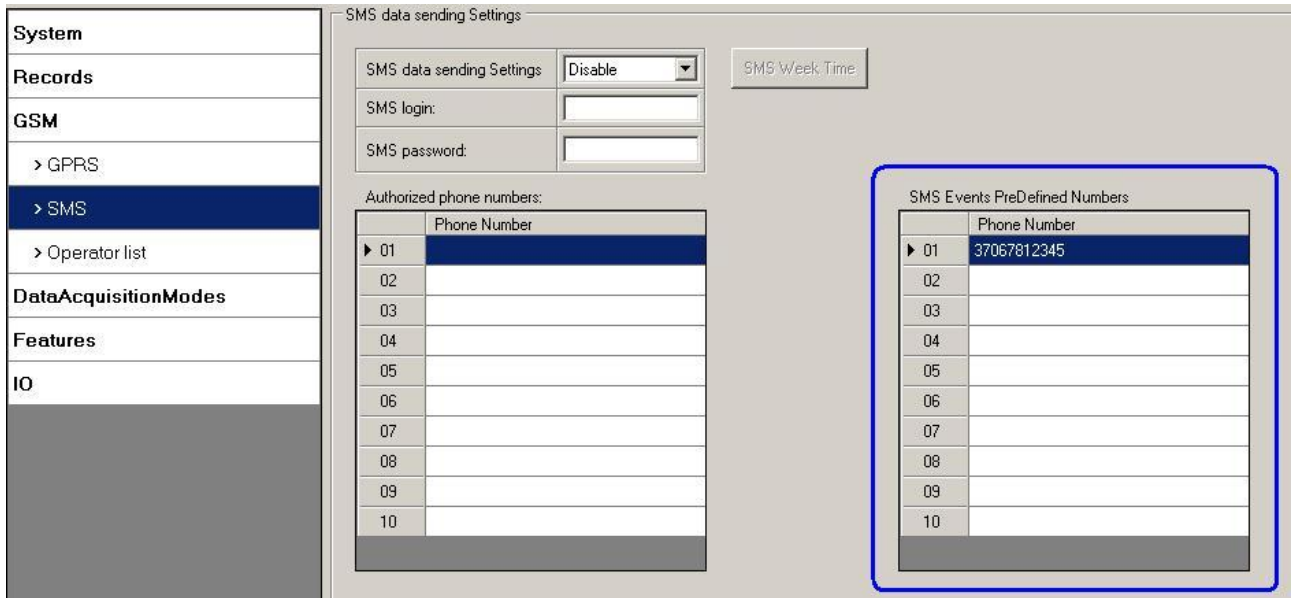 System
Records
GSM
> GPRS
> SMS
> Operator list
DataAcquisitionModes
Features
IO
SMS data sending Settings
SMS data sending Settings Disable
SMS Week Time
SMS login:
SMS password:
Authorized phone numbers:
Phone Number
01
02
03
04
05
06
07
08
09
10
SMS Events PreDefined Numbers
Phone Number
01 37067812345
02
03
04
05
06
07
08
09
10